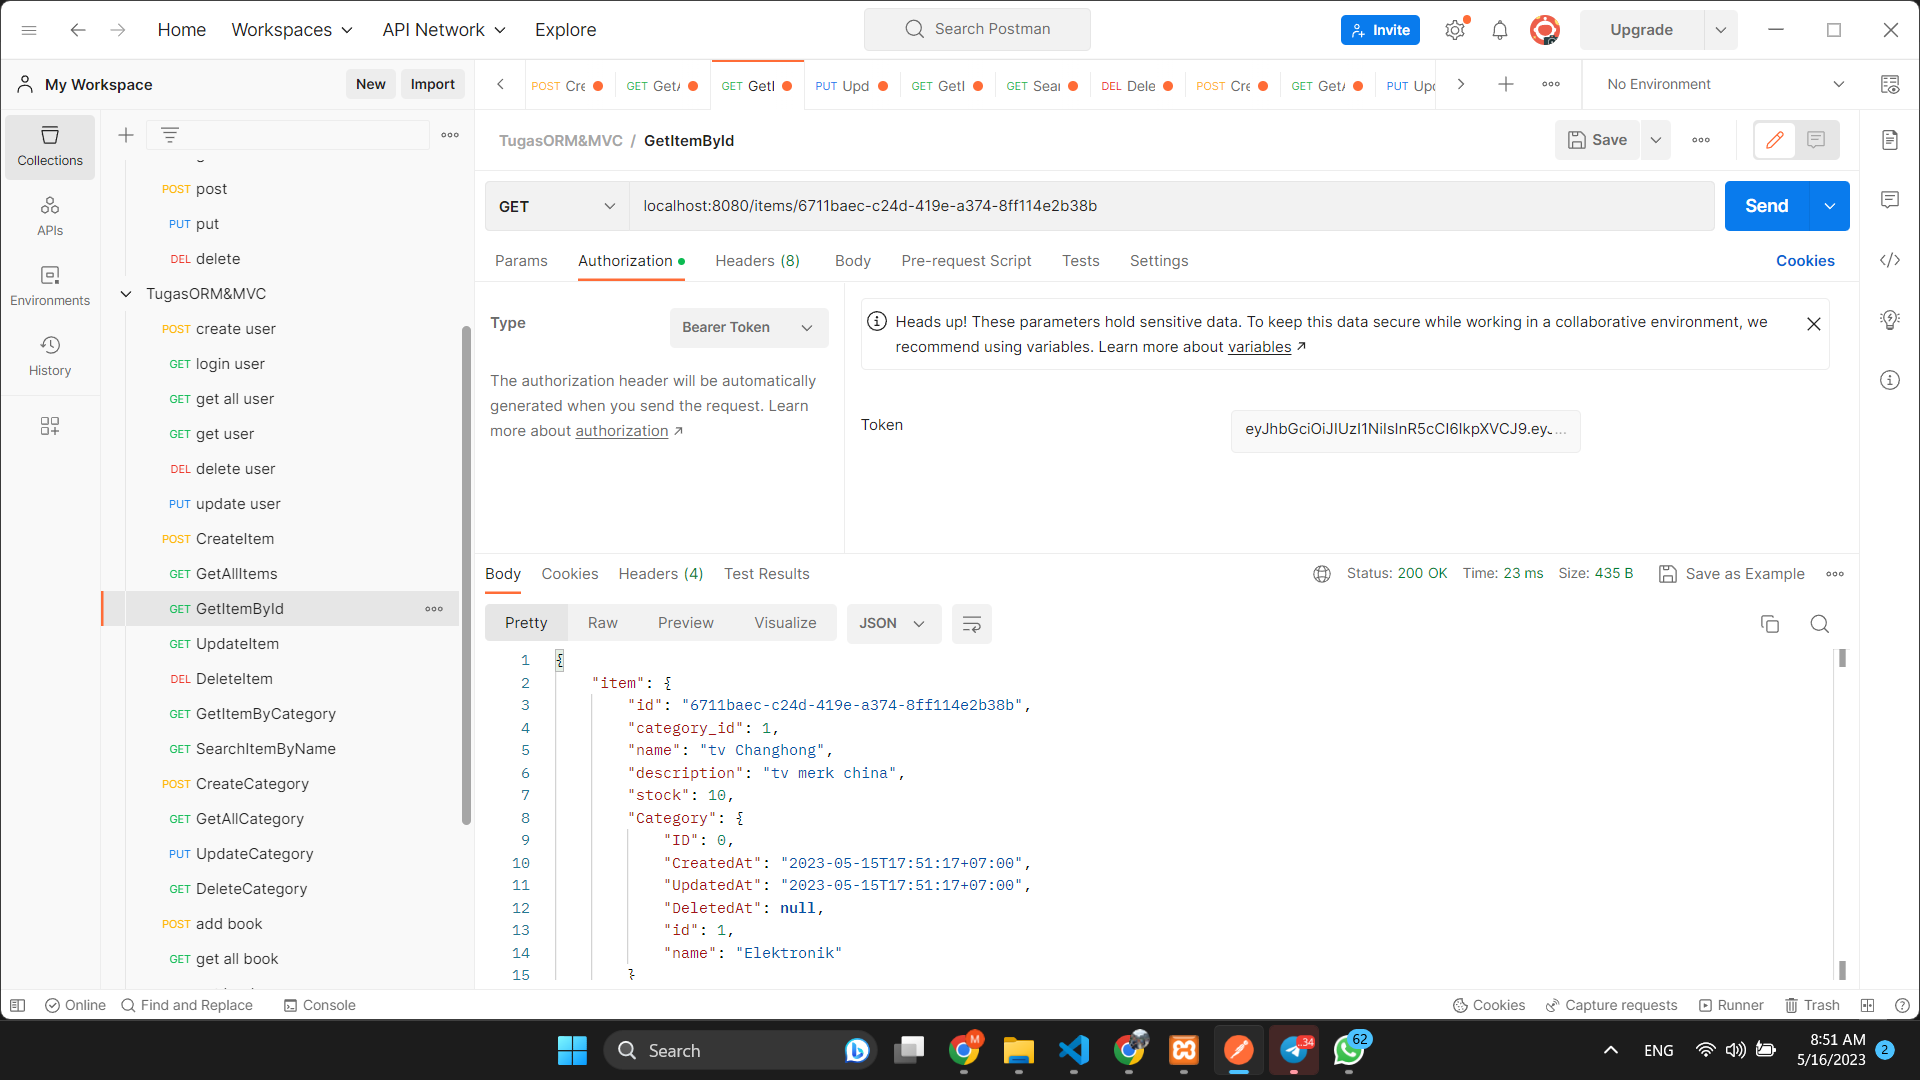 Home
Workspaces
API Network
Explore
Search Postman
Invite
Upgrade
My Workspace
New
Import
POST Cre
GET Get
GET GetI
PUT Upd
GET GetI
GET Sear
DEL Dele
POST Cre
GET Get
PUT Upd
No Environment
Collections
APIs
Environments
History
POST post
PUT put
DEL delete
TugasORM&MVC
POST create user
GET login user
GET get all user
GET get user
DEL delete user
PUT update user
POST CreateItem
GET GetAllItems
GET GetItemById
GET UpdateItem
DEL DeleteItem
GET GetItemByCategory
GET SearchItemByName
POST CreateCategory
GET GetAllCategory
PUT UpdateCategory
GET DeleteCategory
POST add book
GET get all book
TugasORM&MVC / GetItemById
Save
GET
localhost:8080/items/6711baec-c24d-419e-a374-8ff114e2b38b
Send
Params
Authorization
Headers (8)
Body
Pre-request Script
Tests
Settings
Cookies
Type
Bearer Token
The authorization header will be automatically
generated when you send the request. Learn
more about authorization ↗
Heads up! These parameters hold sensitive data. To keep this data secure while working in a collaborative environment, we
recommend using variables. Learn more about variables ↗
Token
eyJhbGciOiJIUzI1NiIsInR5cCI6IkpXVCJ9.eyJ...
Body
Cookies
Headers (4)
Test Results
Status: 200 OK
Time: 23 ms
Size: 435 B
Save as Example
Pretty
Raw
Preview
Visualize
JSON
1 {
2 "item": {
3 "id": "6711baec-c24d-419e-a374-8ff114e2b38b",
4 "category_id": 1,
5 "name": "tv Changhong",
6 "description": "tv merk china",
7 "stock": 10,
8 "Category": {
9 "ID": 0,
10 "CreatedAt": "2023-05-15T17:51:17+07:00",
11 "UpdatedAt": "2023-05-15T17:51:17+07:00",
12 "DeletedAt": null,
13 "id": 1,
14 "name": "Elektronik"
15 }
Online
Find and Replace
Console
Cookies
Capture requests
Runner
Trash
Search
M
34
62
ENG
8:51 AM
5/16/2023
2